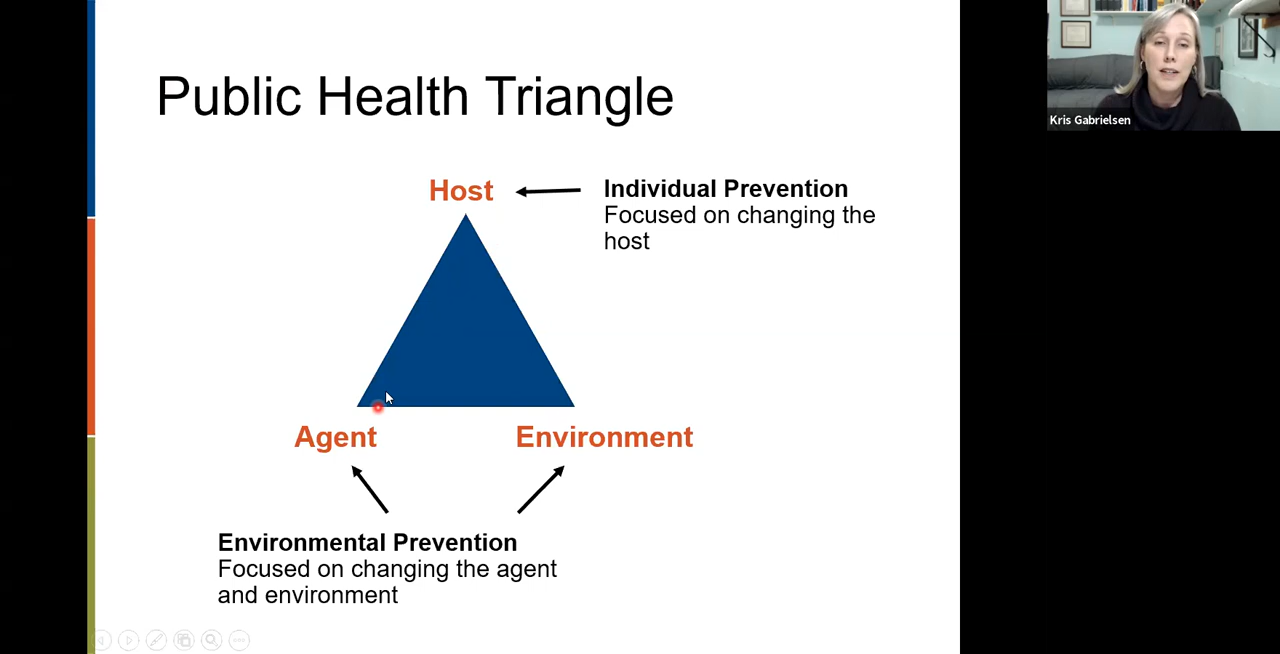 Public Health Triangle
Host
Individual Prevention
Focused on changing the
host
Agent
Environment
Environmental Prevention
Focused on changing the agent
and environment
Kris Gabrielsen